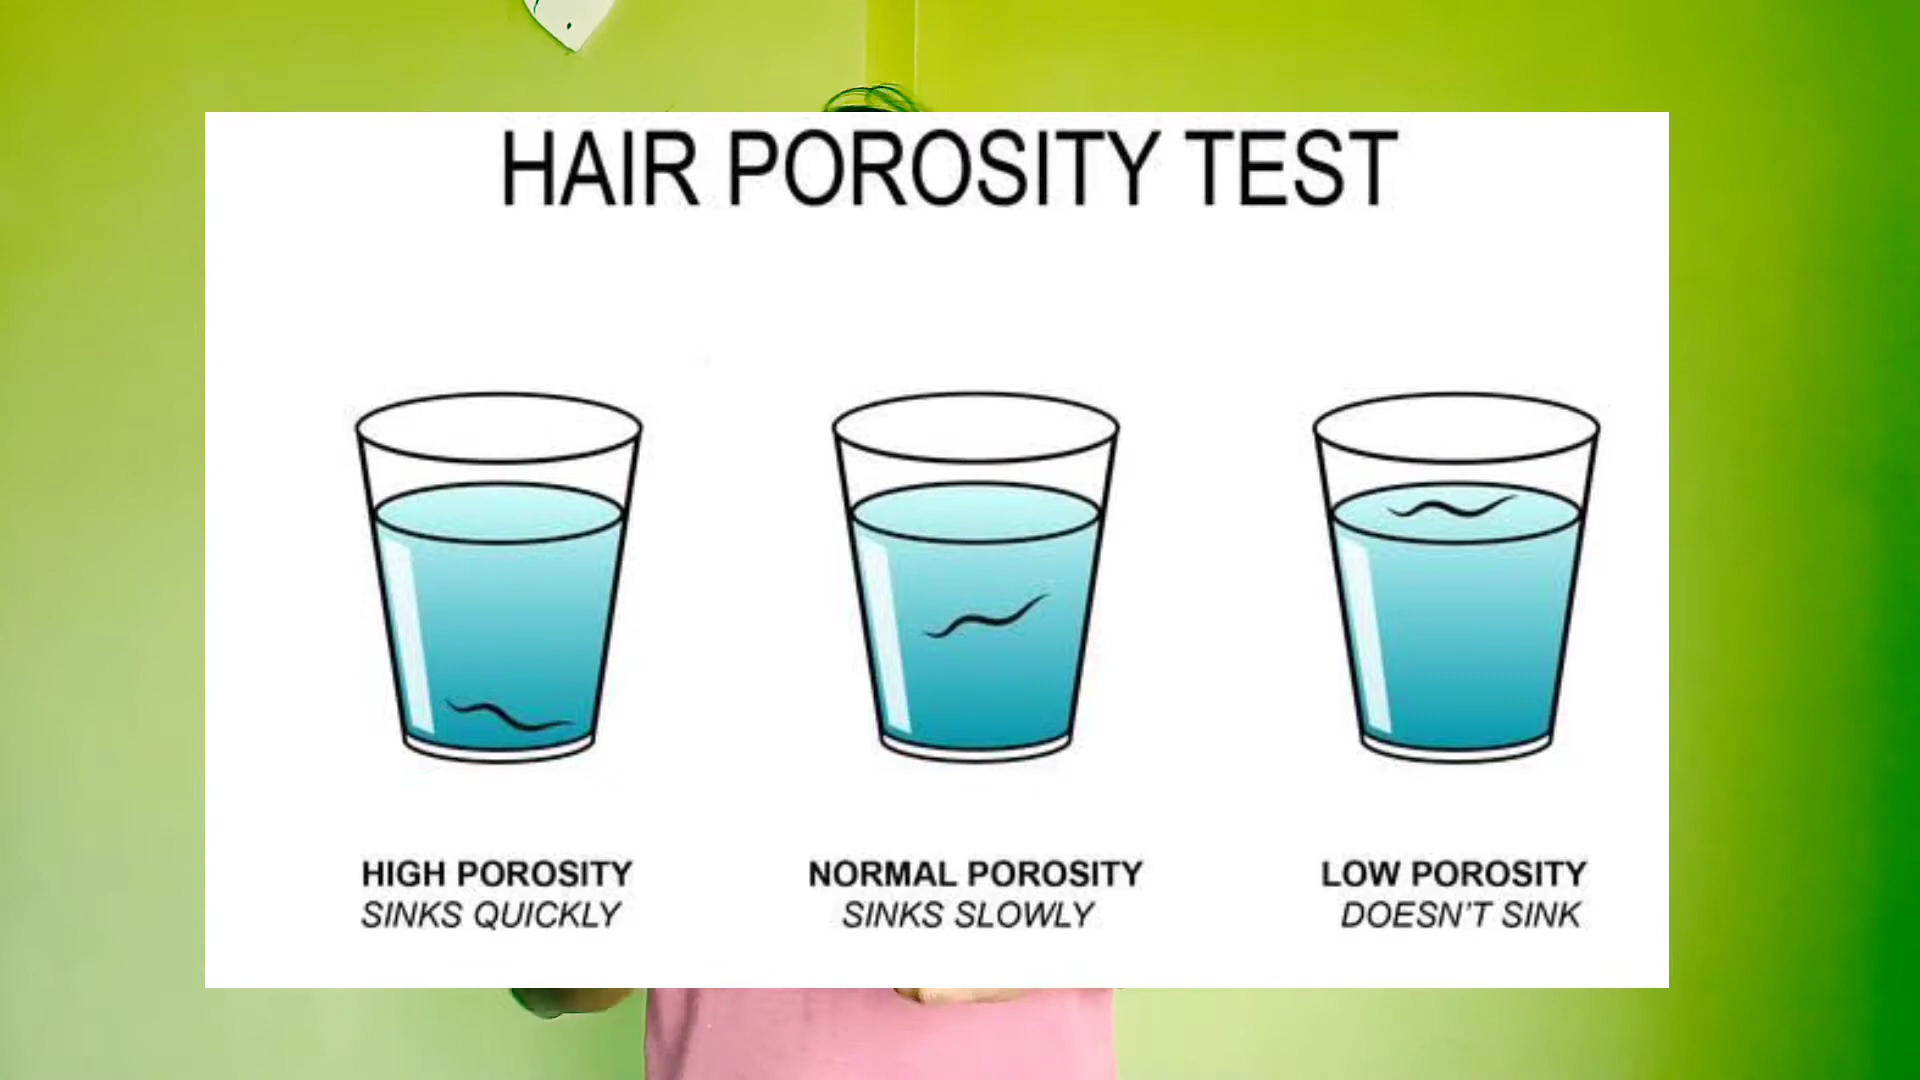 HAIR POROSITY TEST
HIGH POROSITY
SINKS QUICKLY
NORMAL POROSITY
SINKS SLOWLY
LOW POROSITY
DOESN'T SINK